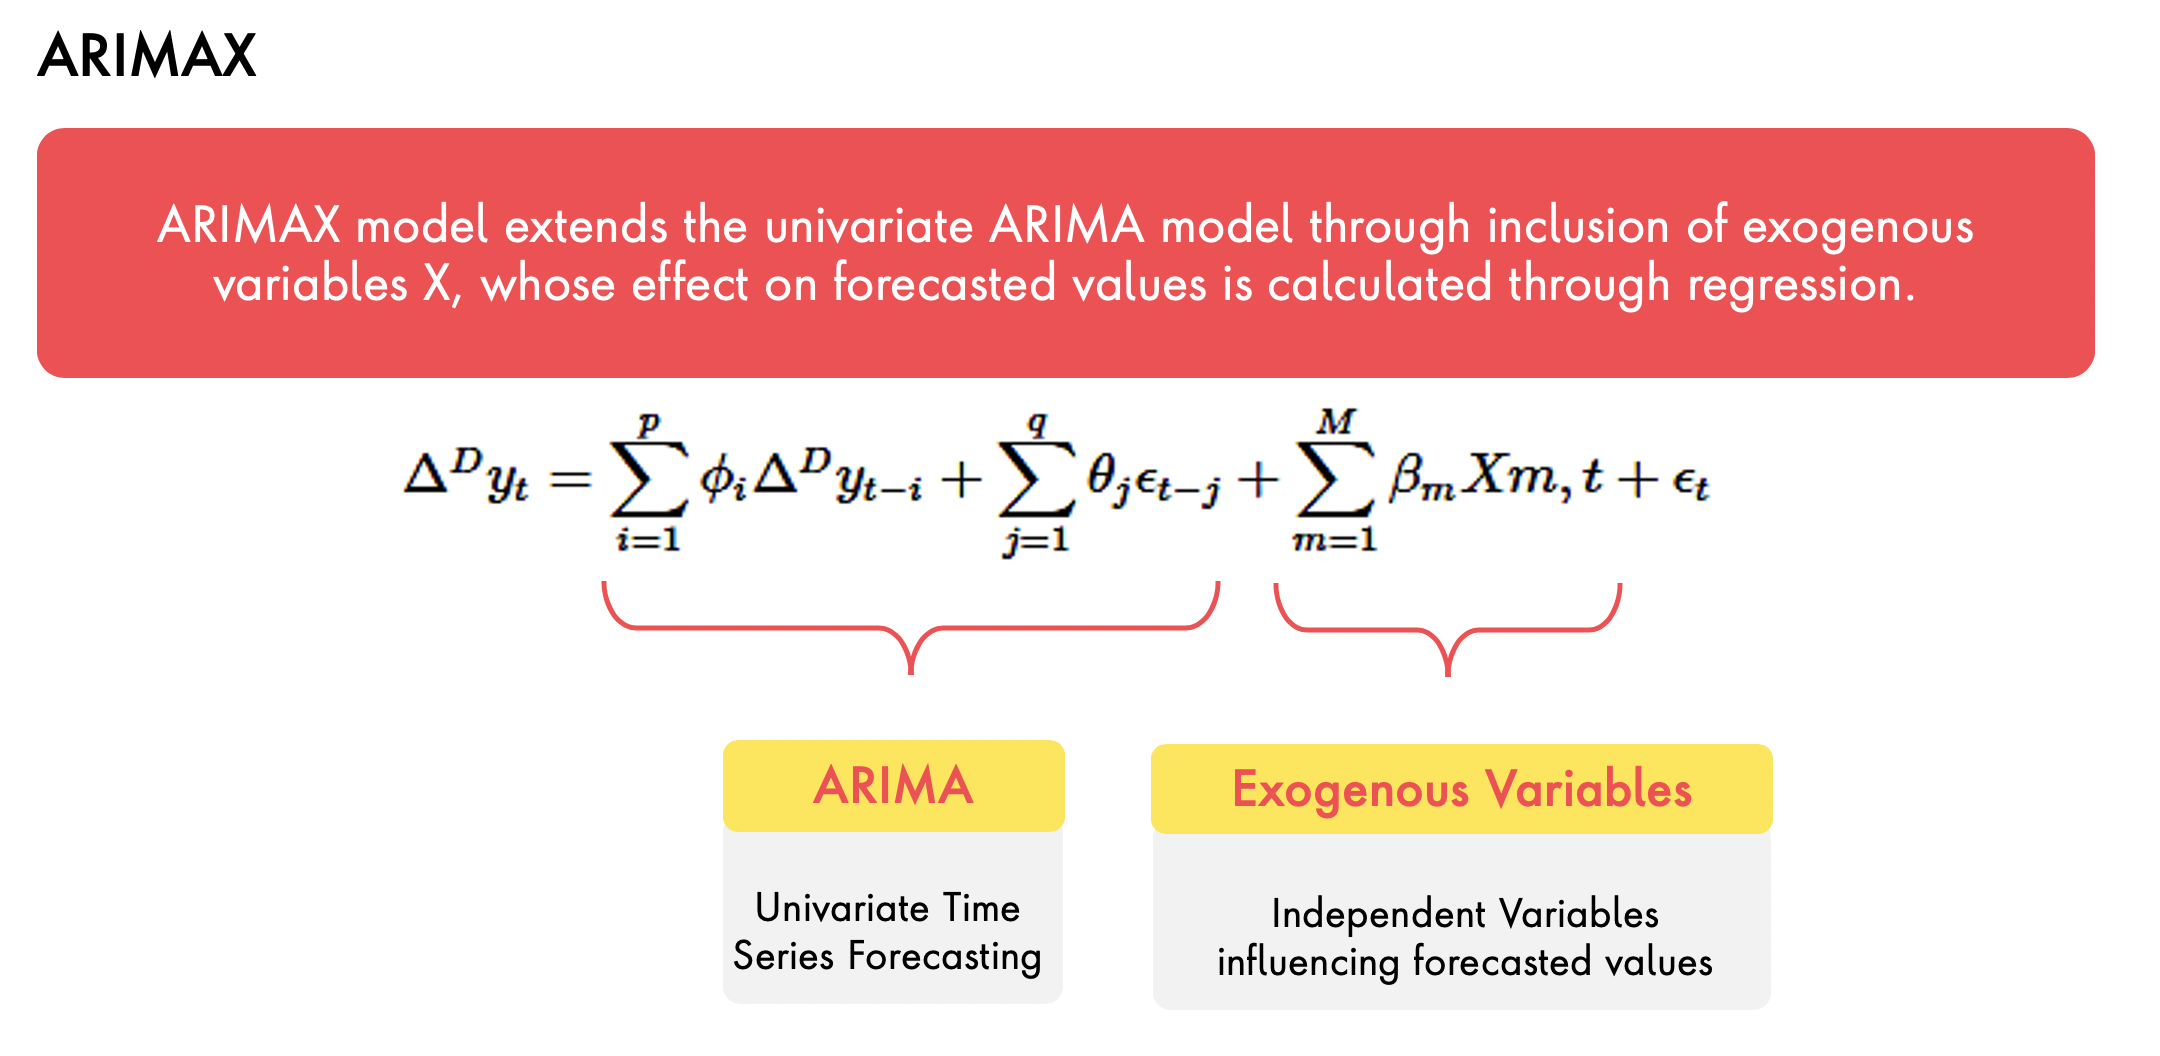 ARIMAX
ARIMAX model extends the univariate ARIMA model through inclusion of exogenous
variables X, whose effect on forecasted values is calculated through regression.
$\Delta^D y_t = \sum_{i=1}^{p} \phi_i \Delta^D y_{t-i} + \sum_{j=1}^{q} \theta_j \epsilon_{t-j} + \sum_{m=1}^{M} \beta_m Xm, t + \epsilon_t$
ARIMA
Univariate Time
Series Forecasting
Exogenous Variables
Independent Variables
influencing forecasted values